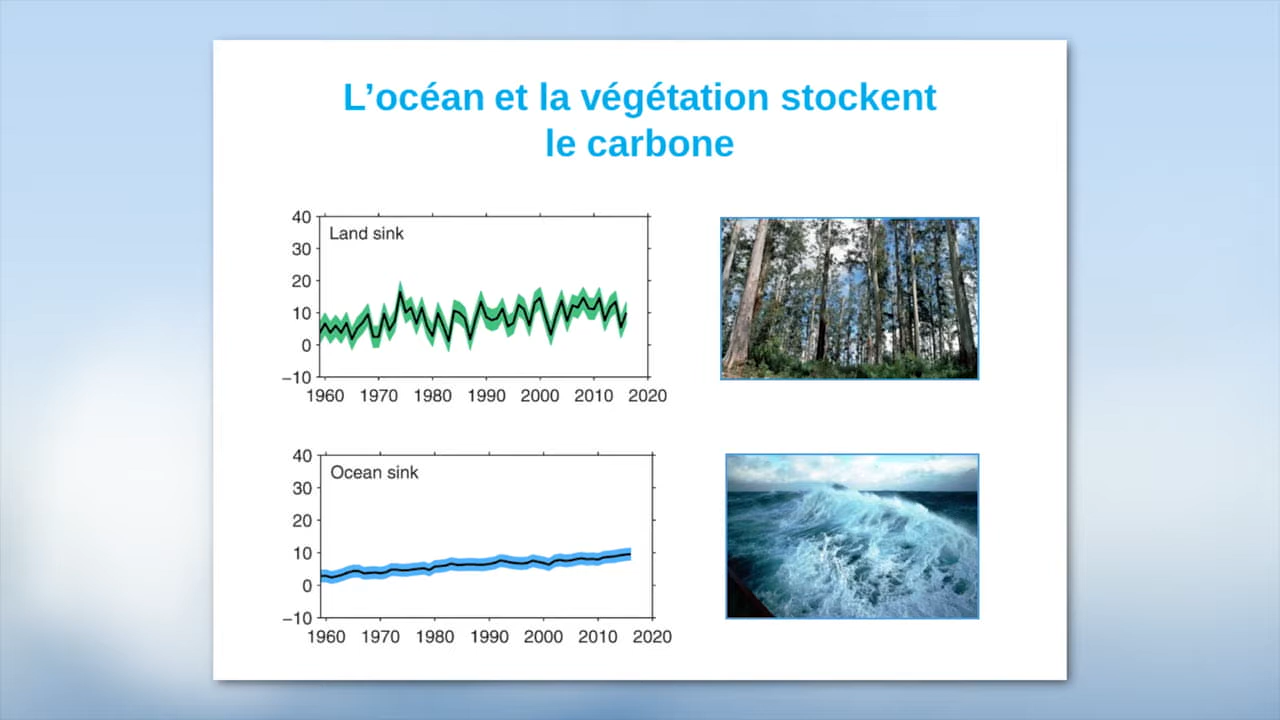 L’océan et la végétation stockent
le carbone
40
Land sink
30
20
10
0
−10
1960 1970 1980 1990 2000 2010 2020
40
Ocean sink
30
20
10
0
−10
1960 1970 1980 1990 2000 2010 2020